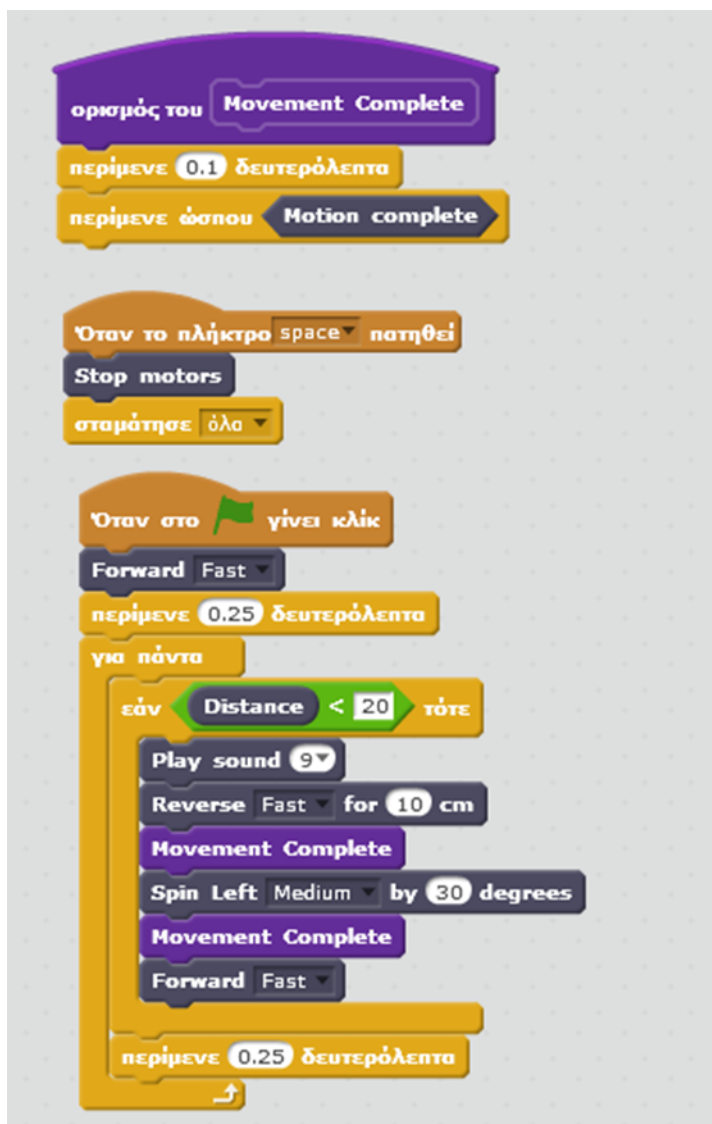 ορισμός του Movement Complete
περίμενε 0.1 δευτερόλεπτα
περίμενε ώσπου Motion complete
Όταν το πλήκτρο space πατηθεί
Stop motors
σταμάτησε όλα
Όταν στο γίνει κλίκ
Forward Fast
περίμενε 0.25 δευτερόλεπτα
για πάντα
εάν Distance < 20 τότε
Play sound 9
Reverse Fast for 10 cm
Movement Complete
Spin Left Medium by 30 degrees
Movement Complete
Forward Fast
περίμενε 0.25 δευτερόλεπτα